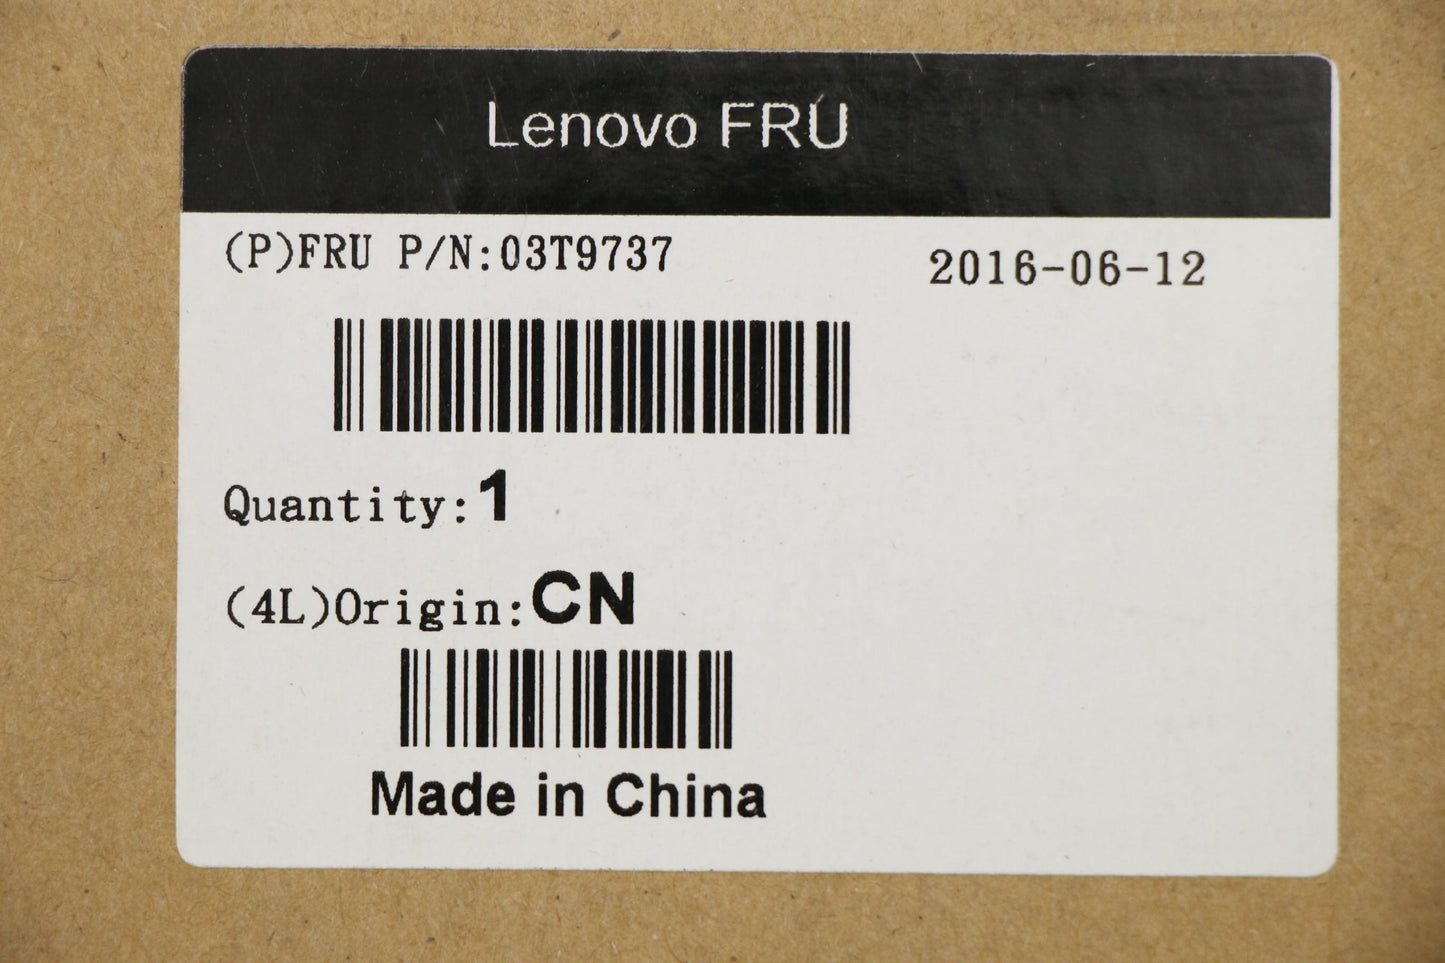 Lenovo FRU
(P)FRU P/N:03T9737 2016-06-12
Quantity:1
(4L)Origin:CN
Made in China